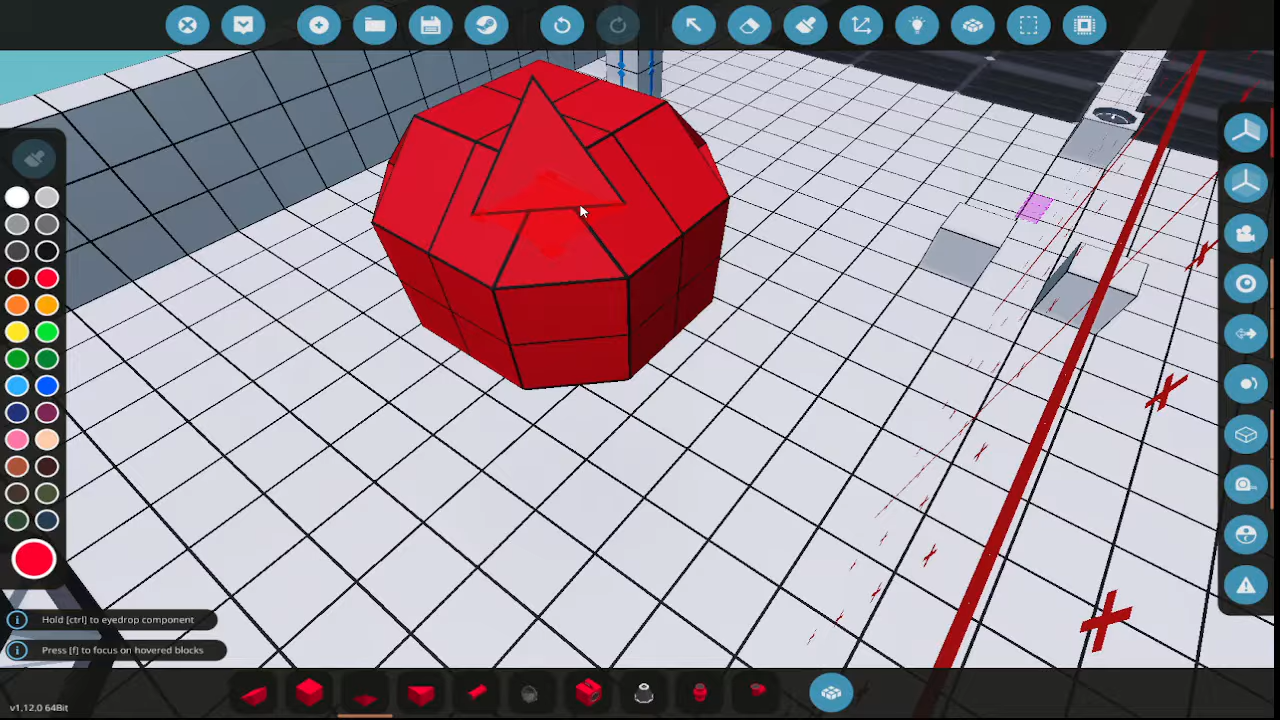 Hold [ctrl] to eyedrop component
Press [f] to focus on hovered blocks
v1.12.0 64Bit